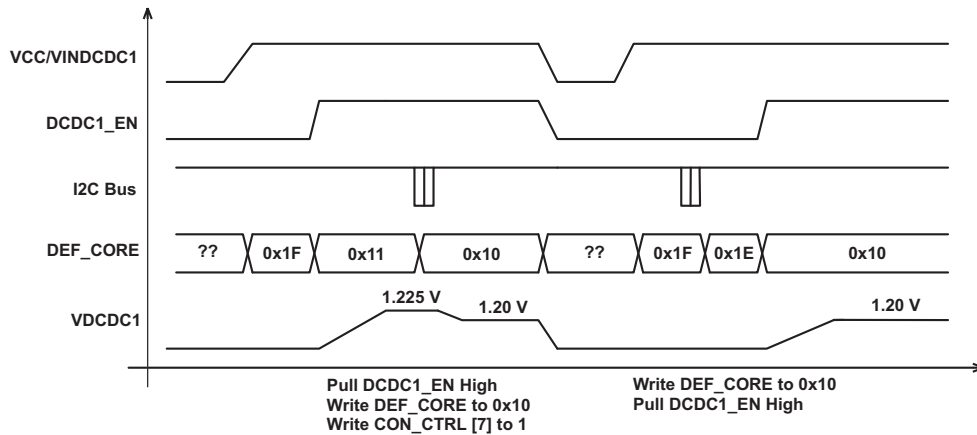 VCC/VINDCDC1
DCDC1_EN
I2C Bus
DEF_CORE
?? 0x1F 0x11 0x10 ?? 0x1F 0x1E 0x10
1.225 V
1.20 V
1.20 V
VDCDC1
Pull DCDC1_EN High
Write DEF_CORE to 0x10
Write CON_CTRL [7] to 1
Write DEF_CORE to 0x10
Pull DCDC1_EN High